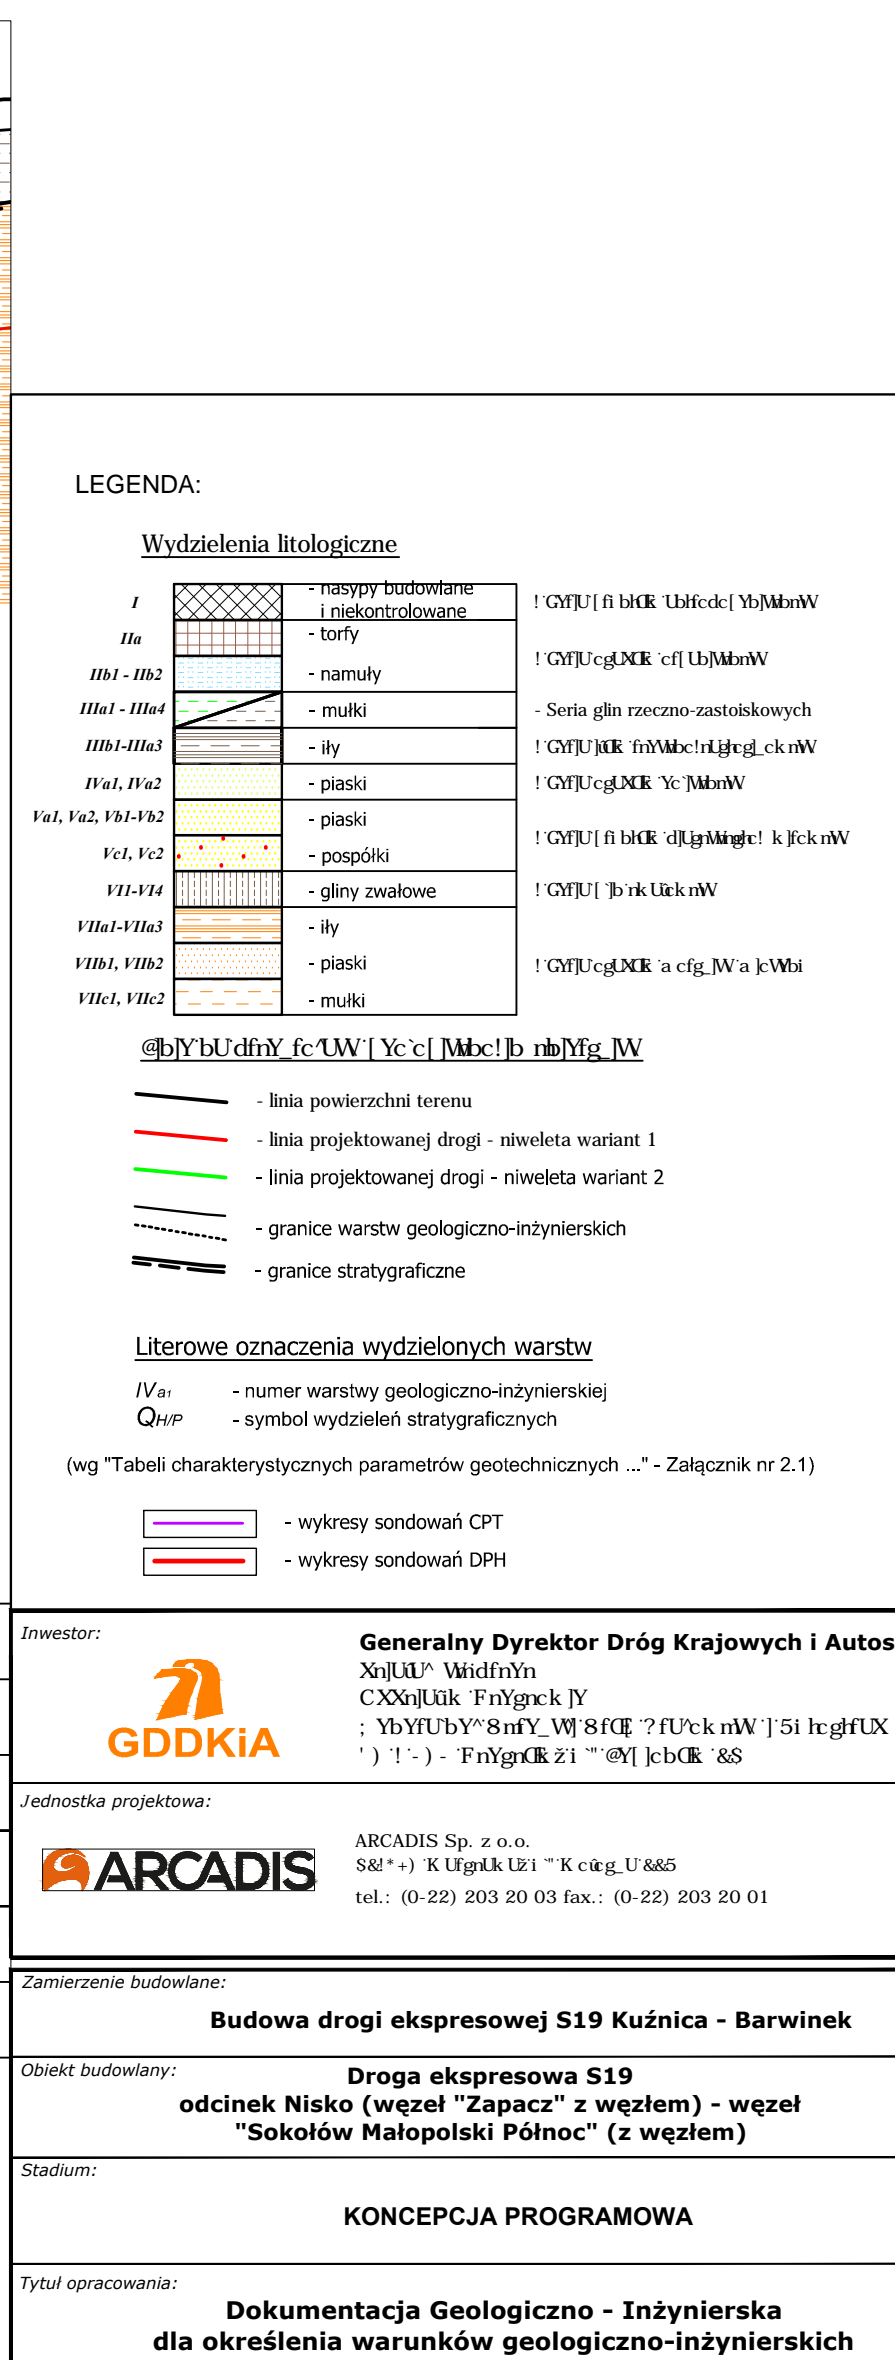 LEGENDA:
Wydzielenia litologiczne
I
- nasypy budowlane
i niekontrolowane
IIa
- torfy
IIb1 - IIb2
- namuły
IIIa1 - IIIa4
- mułki
- Seria glin rzeczno-zastoiskowych
IIIb1-IIIa3
- iły
IVa1, IVa2
- piaski
Va1, Va2, Vb1-Vb2
- piaski
Vc1, Vc2
- pospółki
VI1-VI4
- gliny zwałowe
VIIa1-VIIa3
- iły
VIIb1, VIIb2
- piaski
VIIc1, VIIc2
- mułki
- linia powierzchni terenu
- linia projektowanej drogi - niweleta wariant 1
- linia projektowanej drogi - niweleta wariant 2
- granice warstw geologiczno-inżynierskich
- granice stratygraficzne
Literowe oznaczenia wydzielonych warstw
IVa1 - numer warstwy geologiczno-inżynierskiej
QH/P - symbol wydzieleń stratygraficznych
(wg "Tabeli charakterystycznych parametrów geotechnicznych ..." - Załącznik nr 2.1)
- wykresy sondowań CPT
- wykresy sondowań DPH
Inwestor:
GDDKiA
Generalny Dyrektor Dróg Krajowych i Autos
Jednostka projektowa:
ARCADIS
ARCADIS Sp. z o.o.
tel.: (0-22) 203 20 03 fax.: (0-22) 203 20 01
Zamierzenie budowlane:
Budowa drogi ekspresowej S19 Kuźnica - Barwinek
Obiekt budowlany:
Droga ekspresowa S19
odcinek Nisko (węzeł "Zapacz" z węzłem) - węzeł
"Sokołów Małopolski Północ" (z węzłem)
Stadium:
KONCEPCJA PROGRAMOWA
Tytuł opracowania:
Dokumentacja Geologiczno - Inżynierska
dla określenia warunków geologiczno-inżynierskich